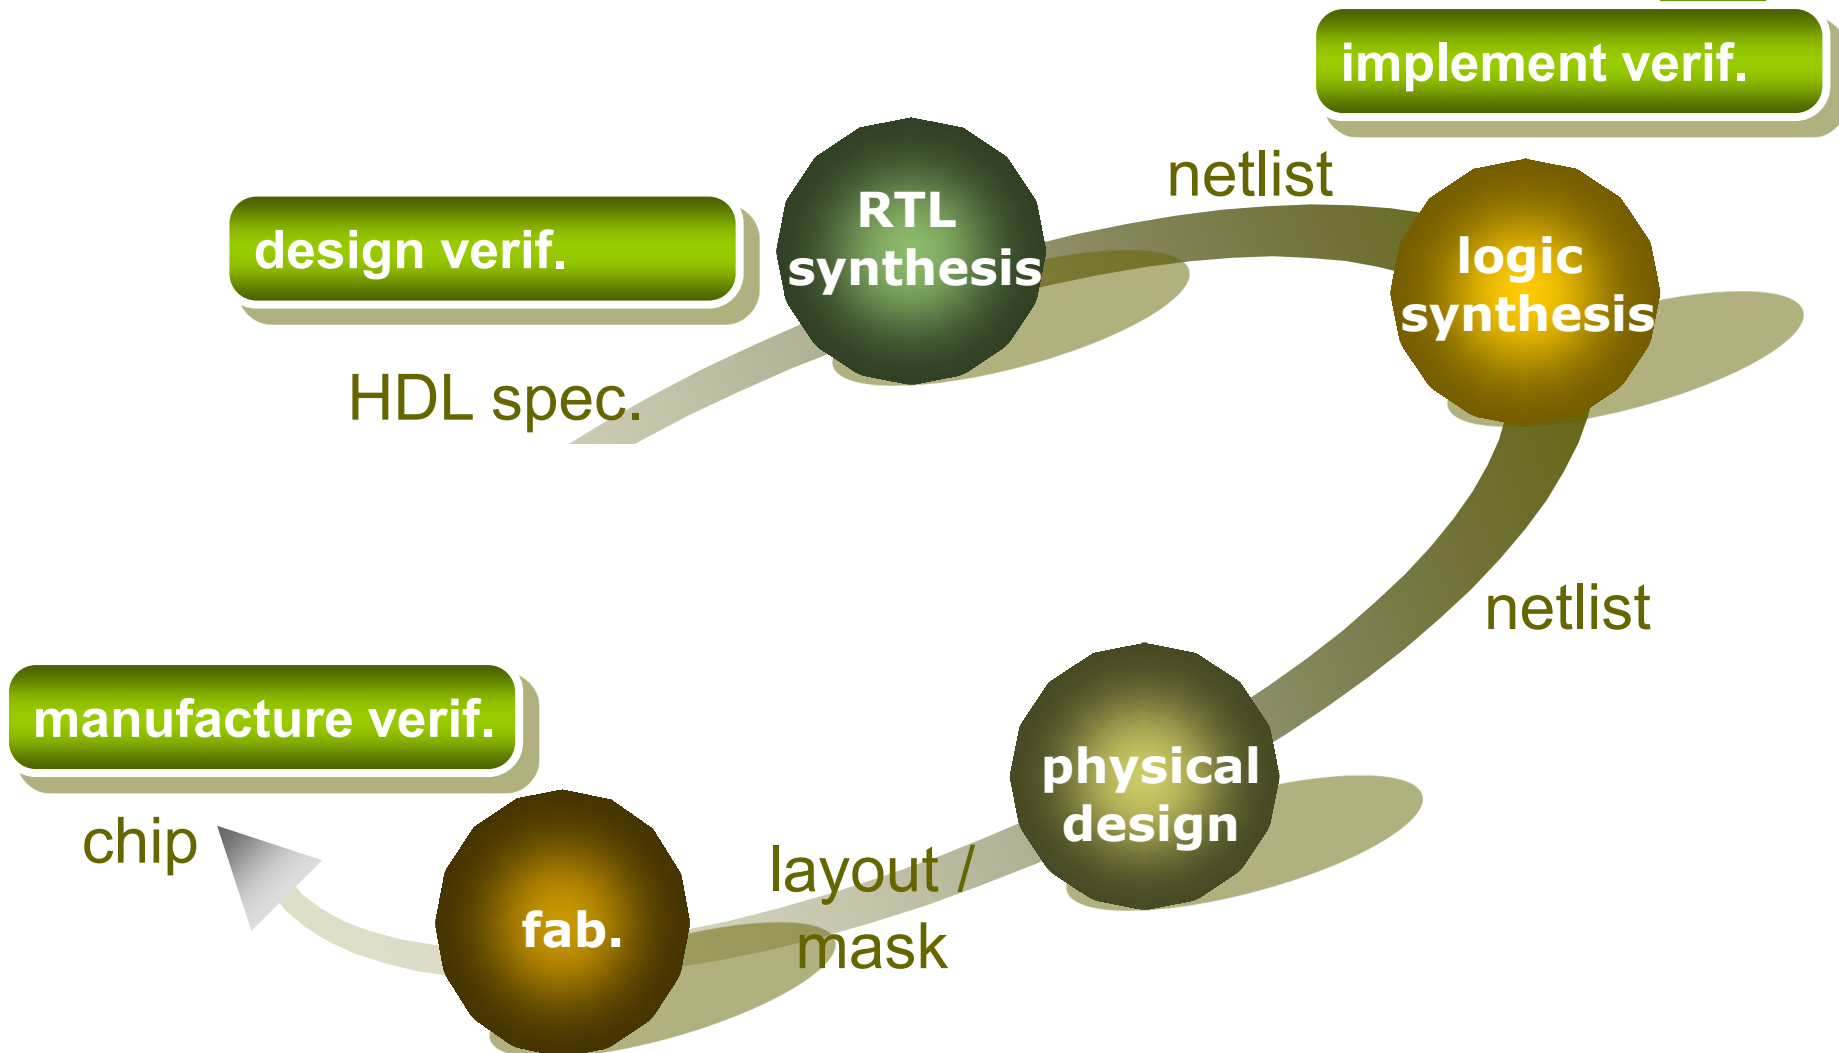 implement verif.
netlist
RTL
synthesis
design verif.
logic
synthesis
HDL spec.
netlist
manufacture verif.
physical
design
chip
layout /
mask
fab.